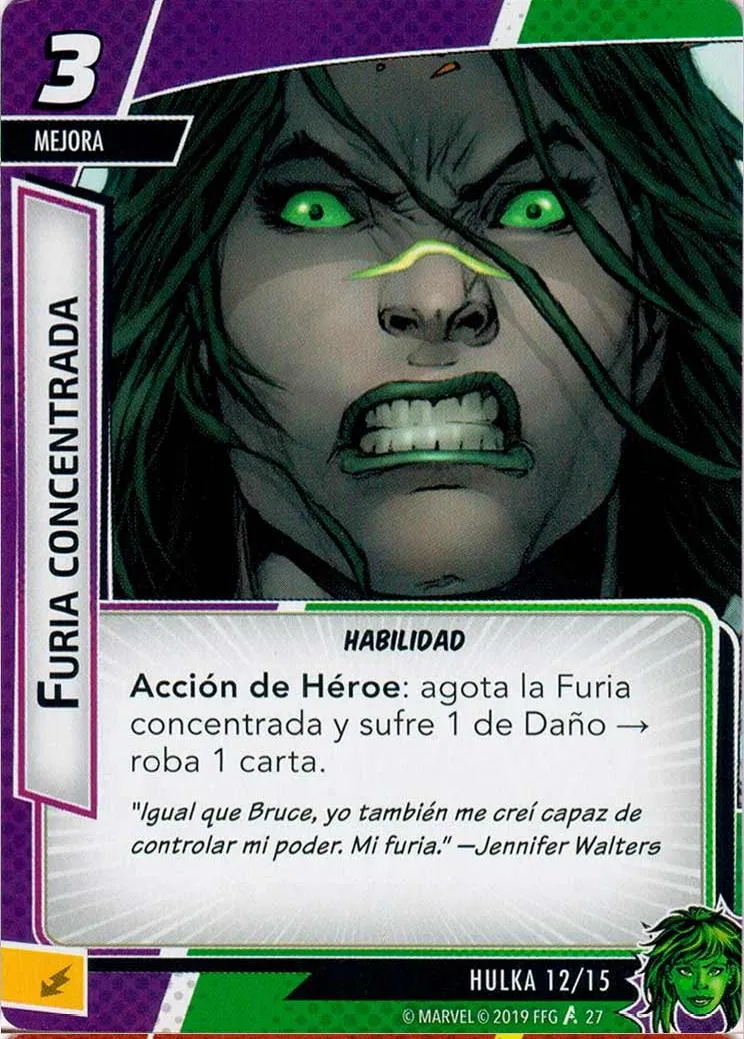 3
MEJORA
FURIA CONCENTRADA
HABILIDAD
Acción de Héroe: agota la Furia
concentrada y sufre 1 de Daño →
roba 1 carta.
"Igual que Bruce, yo también me creí capaz de
controlar mi poder. Mi furia." —Jennifer Walters
HULKA 12/15
© MARVEL © 2019 FFG 27